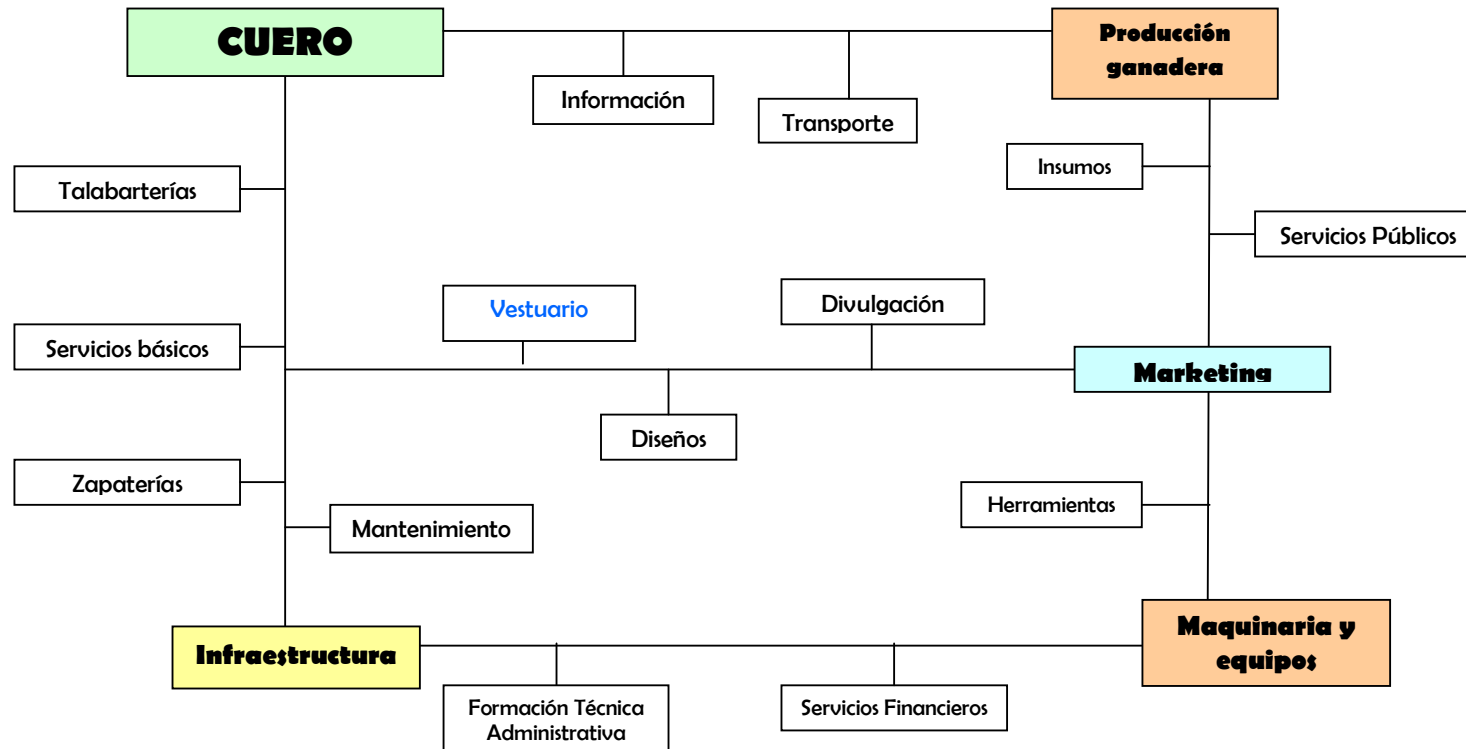 CUERO
Producción
ganadera
Información
Transporte
Insumos
Talabarterías
Servicios Públicos
Vestuario
Divulgación
Servicios básicos
Marketing
Diseños
Zapaterías
Herramientas
Mantenimiento
Infraestructura
Maquinaria y
equipos
Formación Técnica
Administrativa
Servicios Financieros